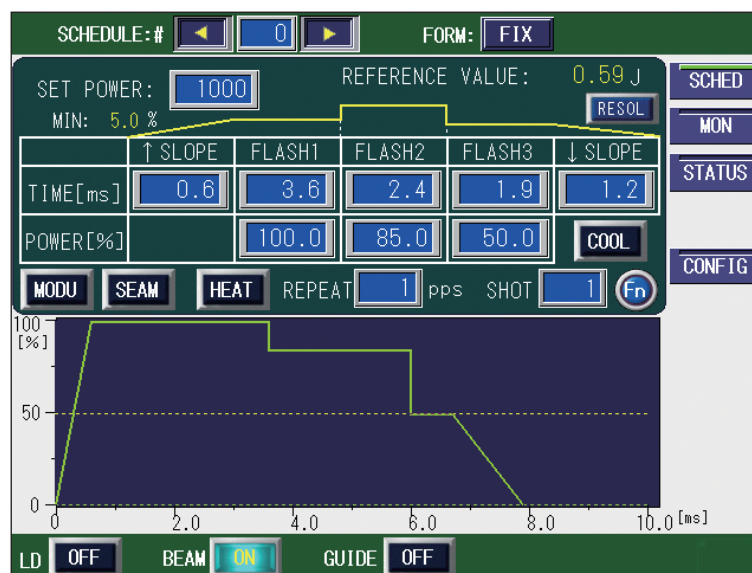 SCHEDULE:# 0 FORM: FIX
SET POWER: 1000 REFERENCE VALUE: 0.59 J
MIN: 5.0 % RESOL
↑ SLOPE FLASH1 FLASH2 FLASH3 ↓ SLOPE
TIME[ms] 0.6 3.6 2.4 1.9 1.2
POWER[%] 100.0 85.0 50.0 COOL
MODU SEAM HEAT REPEAT 1 pps SHOT 1 Fn
SCHED
MON
STATUS
CONFIG
100
[%]
50
0
0 2.0 4.0 6.0 8.0 10.0 [ms]
LD OFF BEAM ON GUIDE OFF